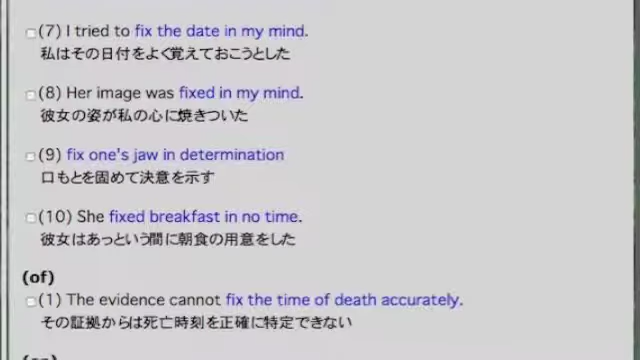 (7) I tried to fix the date in my mind.
私はその日付をよく覚えておこうとした
(8) Her image was fixed in my mind.
彼女の姿が私の心に焼きついた
(9) fix one's jaw in determination
口もとを固めて決意を示す
(10) She fixed breakfast in no time.
彼女はあっという間に朝食の用意をした
(of)
(1) The evidence cannot fix the time of death accurately.
その証拠からは死亡時刻を正確に特定できない